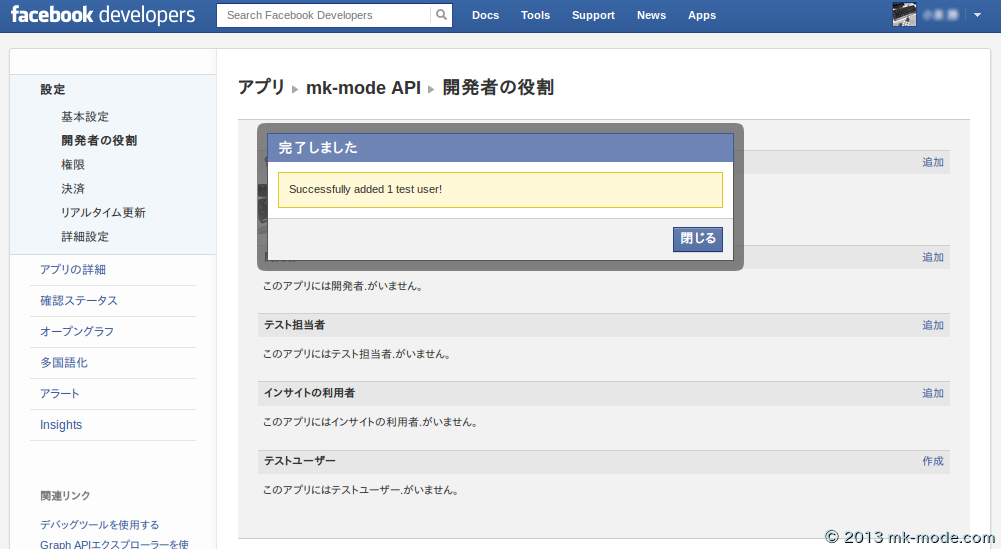 facebook developers
Search Facebook Developers
Docs Tools Support News Apps
設定
基本設定
開発者の役割
権限
決済
リアルタイム更新
詳細設定
アプリの詳細
確認ステータス
オープングラフ
多国語化
アラート
Insights
関連リンク
デバッグツールを使用する
Graph APIエクスプローラーを使
アプリ ▸ mk-mode API ▸ 開発者の役割
追加
完了しました
Successfully added 1 test user!
閉じる
追加
このアプリには開発者.がいません。
テスト担当者 追加
このアプリにはテスト担当者.がいません。
インサイトの利用者 追加
このアプリにはインサイトの利用者.がいません。
テストユーザー 作成
このアプリにはテストユーザー.がいません。
© 2013 mk-mode.com